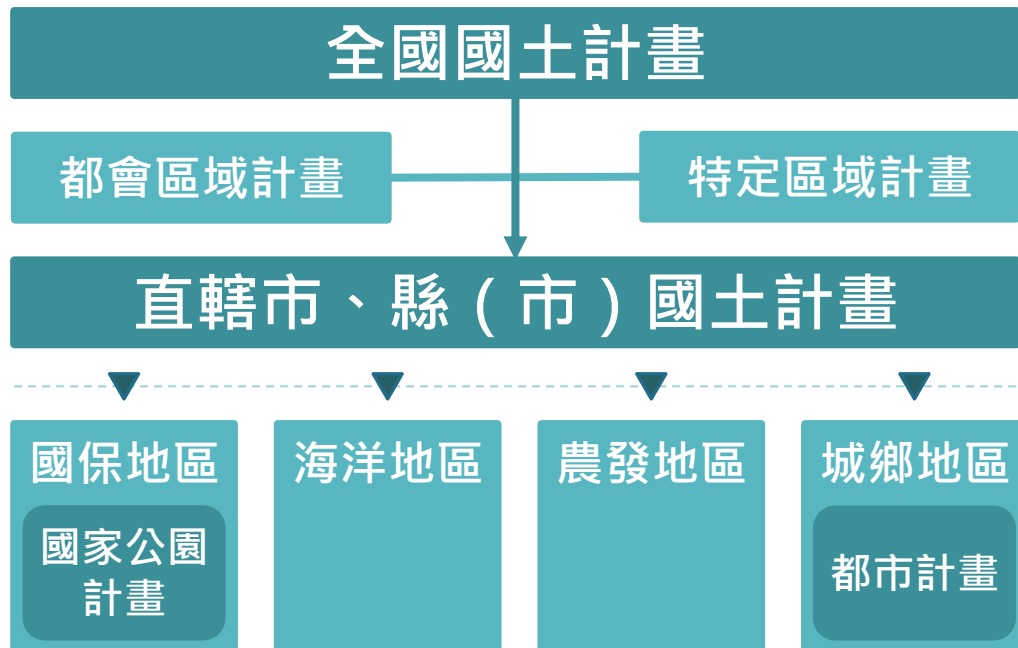 全國國土計畫
都會區域計畫
特定區域計畫
直轄市、縣（市）國土計畫
國保地區
海洋地區
農發地區
城鄉地區
國家公園
計畫
都市計畫